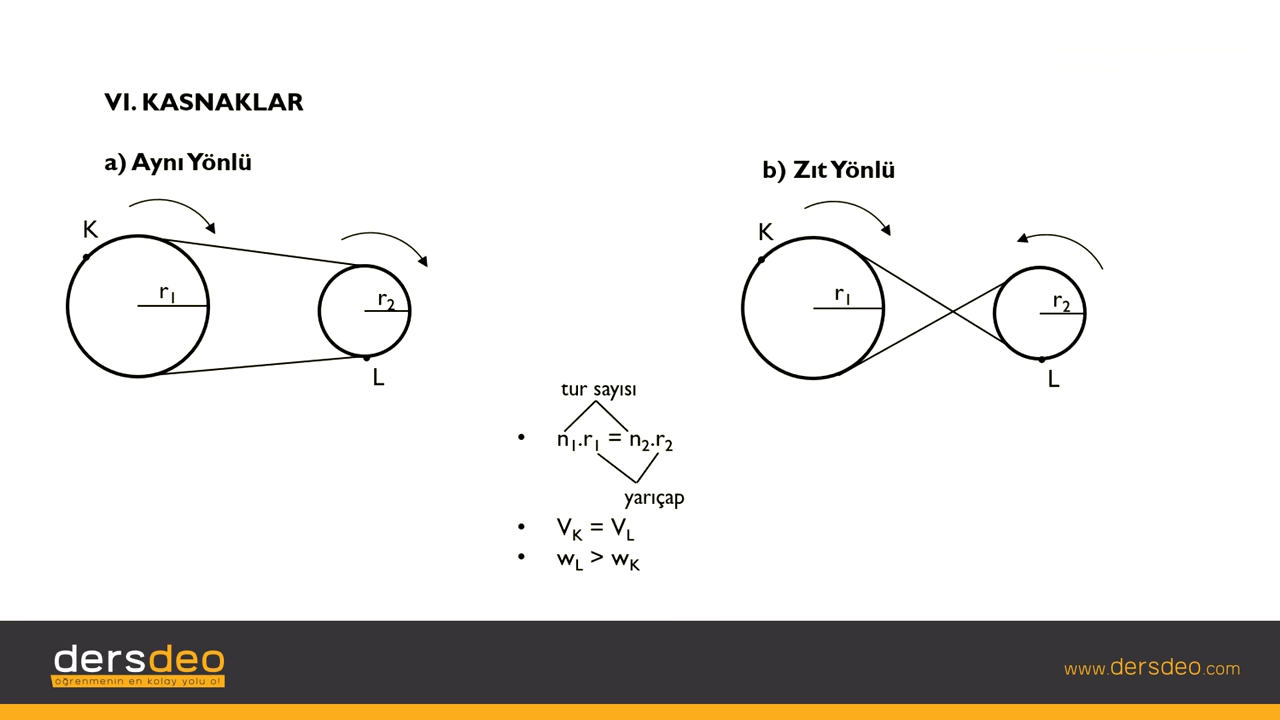 VI. KASNAKLAR
a) Aynı Yönlü
K
r1
r2
L
b) Zıt Yönlü
K
r1
r2
L
tur sayısı
• n1.r1 = n2.r2
yarıçap
• VK = VL
• wL > wK
dersdeo
öğrenmenin en kolay yolu o!
www.dersdeo.com